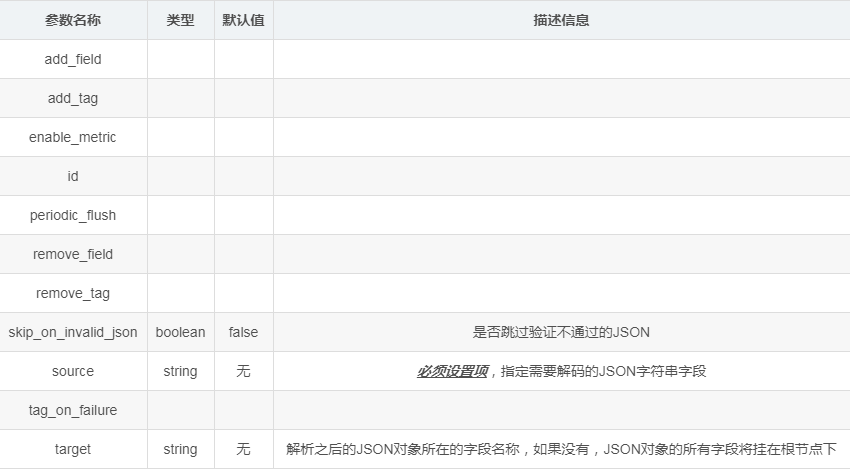 参数名称 类型 默认值 描述信息
add_field
add_tag
enable_metric
id
periodic_flush
remove_field
remove_tag
skip_on_invalid_json boolean false 是否跳过验证不通过的JSON
source string 无 必须设置项，指定需要解码的JSON字符串字段
tag_on_failure
target string 无 解析之后的JSON对象所在的字段名称，如果没有，JSON对象的所有字段将挂在根节点下